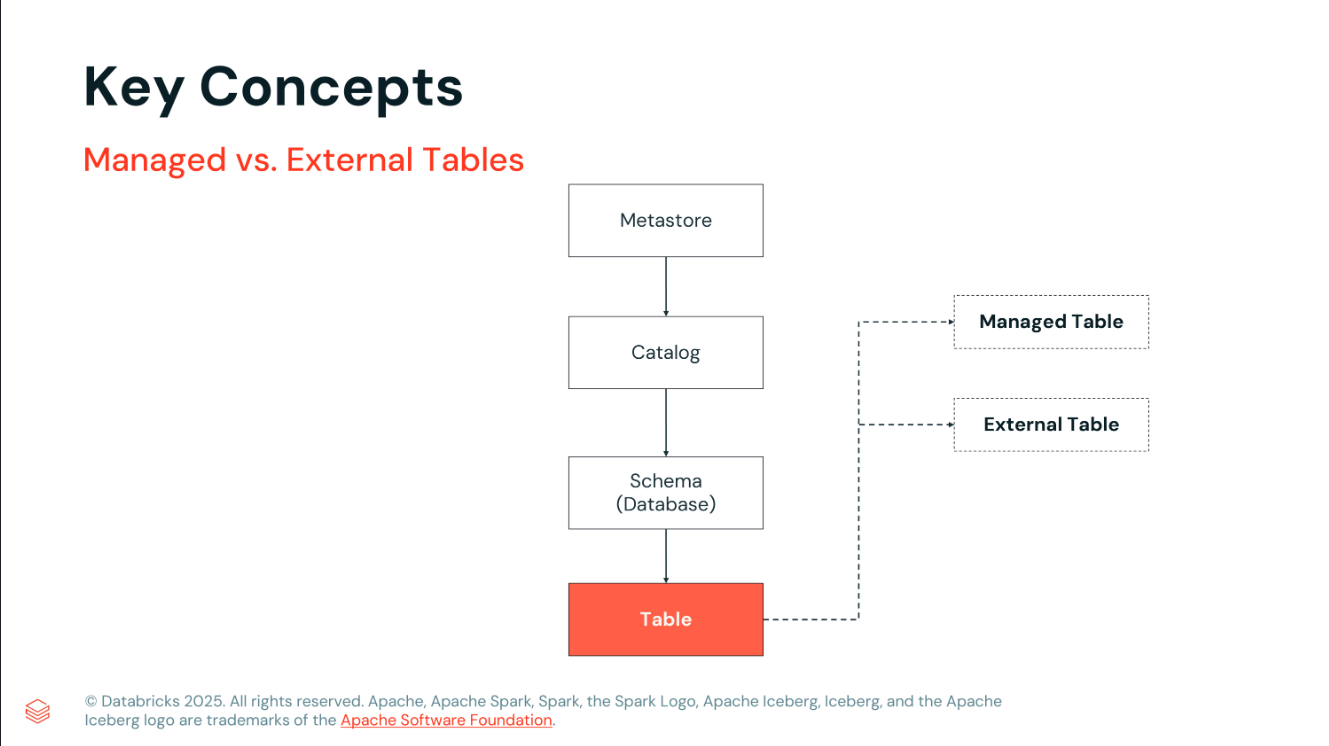 Key Concepts
Managed vs. External Tables
Metastore
Catalog
Schema
(Database)
Table
Managed Table
External Table
© Databricks 2025. All rights reserved. Apache, Apache Spark, Spark, the Spark Logo, Apache Iceberg, Iceberg, and the Apache
Iceberg logo are trademarks of the Apache Software Foundation.